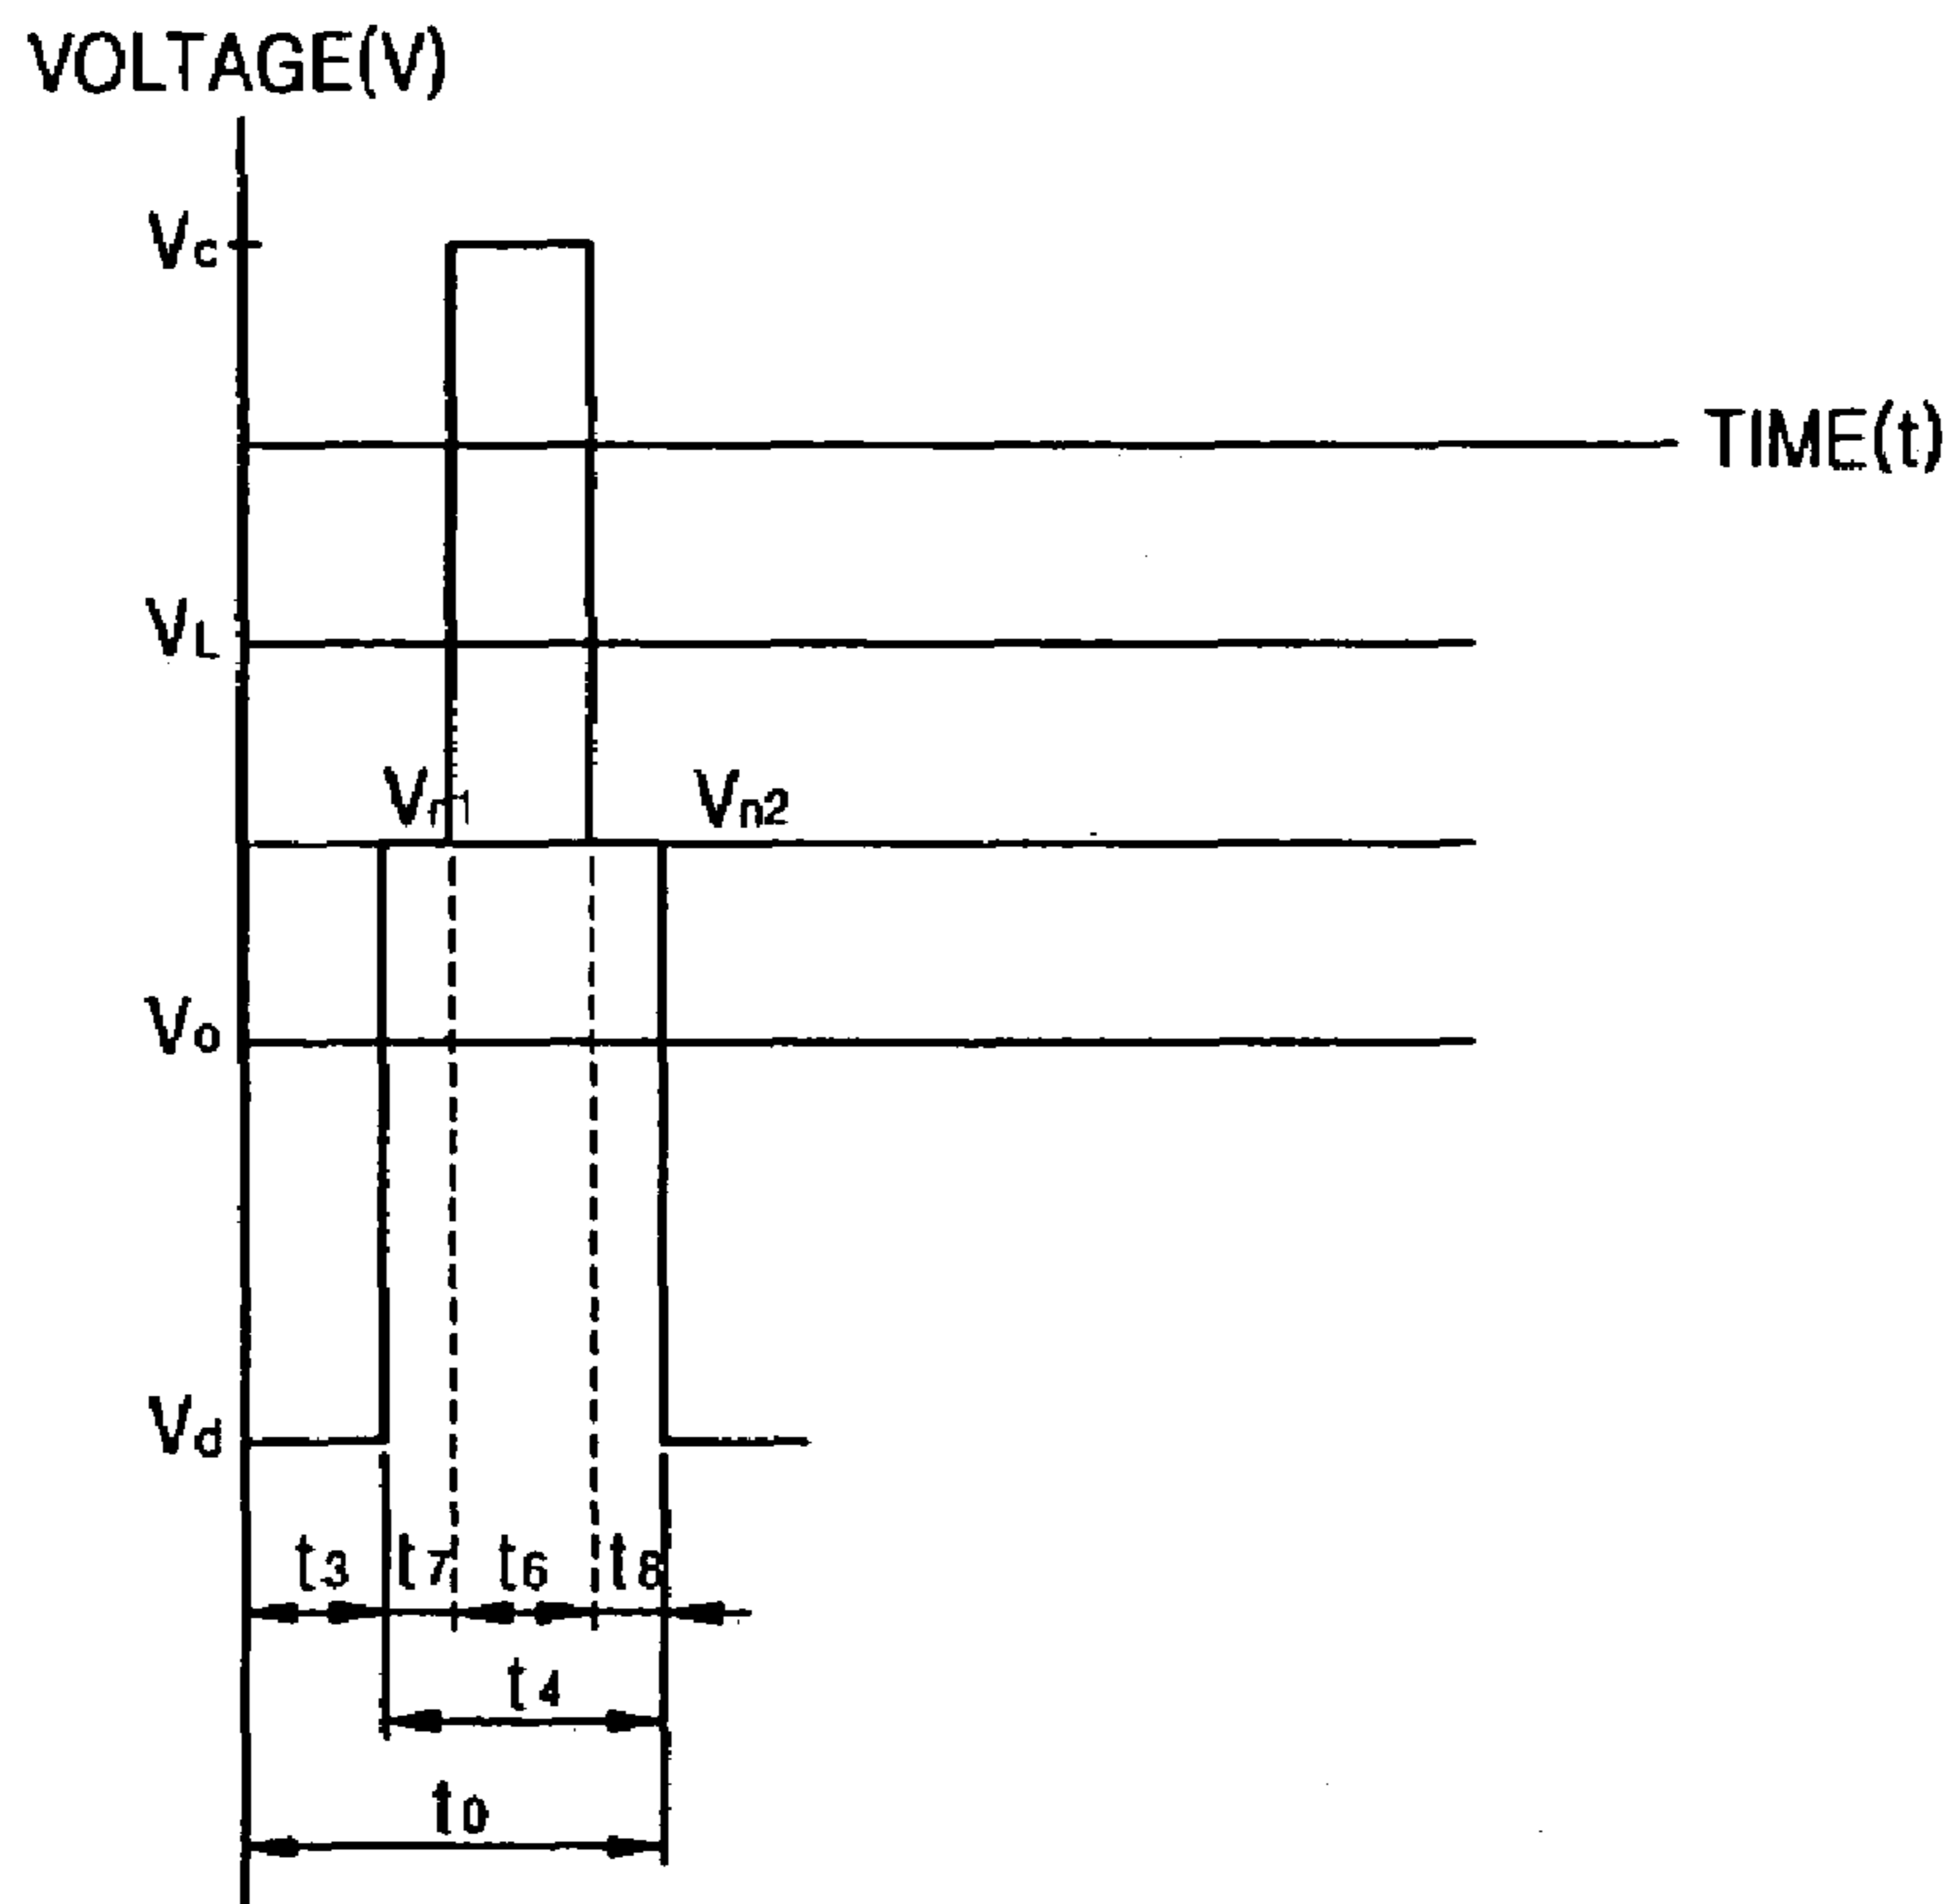 VOLTAGE(V)
Vc
TIME(t)
VL
Vn1 Vn2
Vo
Vd
t3 t7 t6 t8
t4
t0